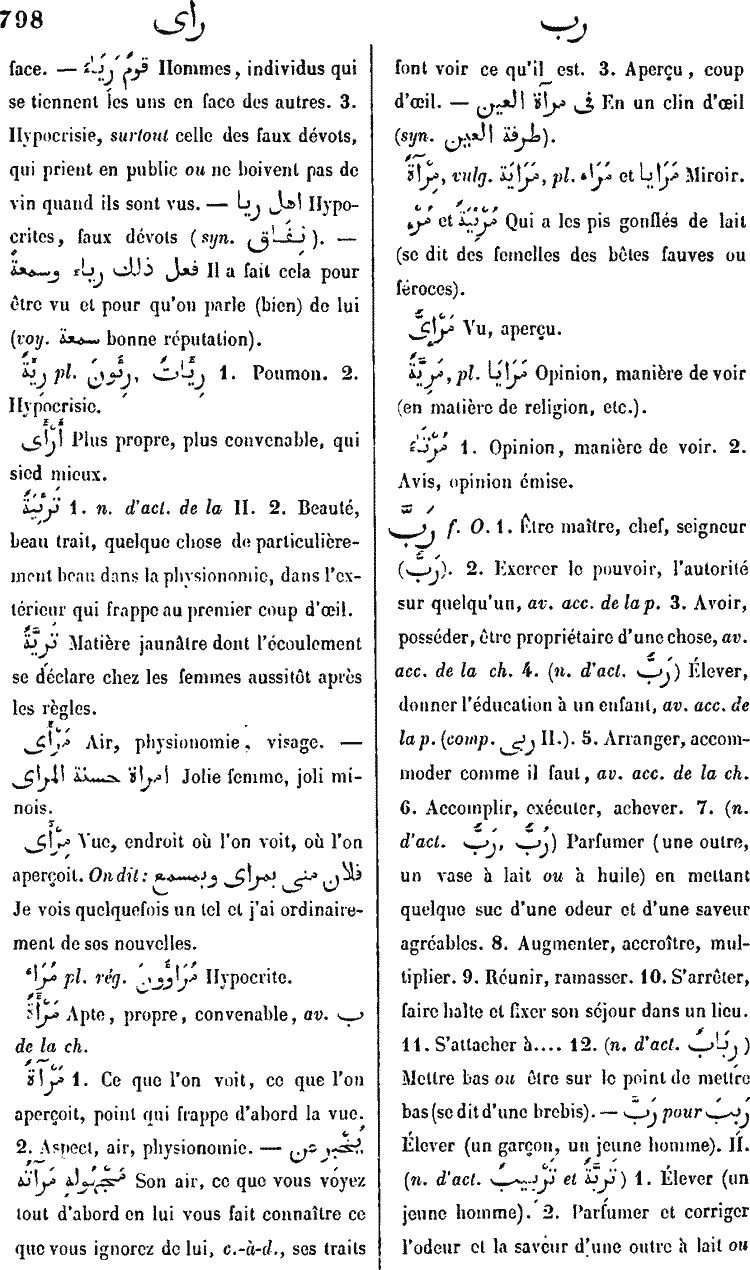 798
رأى
رب
face. — قَوْمٌ رِيَآءٌ Hommes, individus qui
se tiennent les uns en face des autres. 3.
Hypocrisie, surtout celle des faux dévots,
qui prient en public ou ne boivent pas de
vin quand ils sont vus. — اهل ريا Hypo-
crites, faux dévots (syn. نِفَاق). —
فعل ذلك رياء وسمعة Il a fait cela pour
être vu et pour qu'on parle (bien) de lui
(voy. سمعة bonne réputation).
رِيَّةٌ pl. رِئُونَ, رِيَّاتٌ 1. Poumon. 2.
Hypocrisie.
أَرْأَى Plus propre, plus convenable, qui
sied mieux.
تَرْئِيَةٌ 1. n. d'act. de la II. 2. Beauté,
beau trait, quelque chose de particulière-
ment beau dans la physionomie, dans l'ex-
térieur qui frappe au premier coup d'œil.
تَرِيَّةٌ Matière jaunâtre dont l'écoulement
se déclare chez les femmes aussitôt après
les règles.
مَرْأًى Air, physionomie, visage. —
امراة حسنة المراى Jolie femme, joli mi-
nois.
مِرْأًى Vue, endroit où l'on voit, où l'on
aperçoit. On dit: فلان منى بمراى وبمسمع
Je vois quelquefois un tel et j'ai ordinaire-
ment de ses nouvelles.
مُرَاءٍ pl. rég. مُرَاؤُونَ Hypocrite.
مَرْأَةٌ Apte, propre, convenable, av. ب
de la ch.
مَرْآةٌ 1. Ce que l'on voit, ce que l'on
aperçoit, point qui frappe d'abord la vue.
2. Aspect, air, physionomie. — يُخْبِر عن
مَجْهُولِهِ مَرْآتُهُ Son air, ce que vous voyez
tout d'abord en lui vous fait connaître ce
que vous ignorez de lui, c.-à-d., ses traits
font voir ce qu'il est. 3. Aperçu, coup
d'œil. — فى مرآة العين En un clin d'œil
(syn. طرفة العين).
مِرْآةٌ, vulg. مَرَايَة, pl. مَرَاءٍ et مَرَايَا Miroir.
مُرْءٍ et مُرْئِيَةٌ Qui a les pis gonflés de lait
(se dit des femelles des bêtes fauves ou
féroces).
مَرْأِىٌّ Vu, aperçu.
مَرِيَّةٌ, pl. مَرَايَا Opinion, manière de voir
(en matière de religion, etc.).
مُرْتَآءٌ 1. Opinion, manière de voir. 2.
Avis, opinion émise.
رَبَّ f. O. 1. Être maître, chef, seigneur
(رَبّ). 2. Exercer le pouvoir, l'autorité
sur quelqu'un, av. acc. de la p. 3. Avoir,
posséder, être propriétaire d'une chose, av.
acc. de la ch. 4. (n. d'act. رَبٌّ) Élever,
donner l'éducation à un enfant, av. acc. de
la p. (comp. ربى II.). 5. Arranger, accom-
moder comme il faut, av. acc. de la ch.
6. Accomplir, exécuter, achever. 7. (n.
d'act. رَبٌّ, رُبٌّ) Parfumer (une outre,
un vase à lait ou à huile) en mettant
quelque suc d'une odeur et d'une saveur
agréables. 8. Augmenter, accroître, mul-
tiplier. 9. Réunir, ramasser. 10. S'arrêter,
faire halte et fixer son séjour dans un lieu.
11. S'attacher à.... 12. (n. d'act. رِبَابٌ)
Mettre bas ou être sur le point de mettre
bas (se dit d'une brebis). — رَبَّ pour رَبِبَ
Élever (un garçon, un jeune homme). II.
(n. d'act. تَرْبِيبٌ et تَرِبَّةٌ) 1. Élever (un
jeune homme). 2. Parfumer et corriger
l'odeur et la saveur d'une outre à lait ou